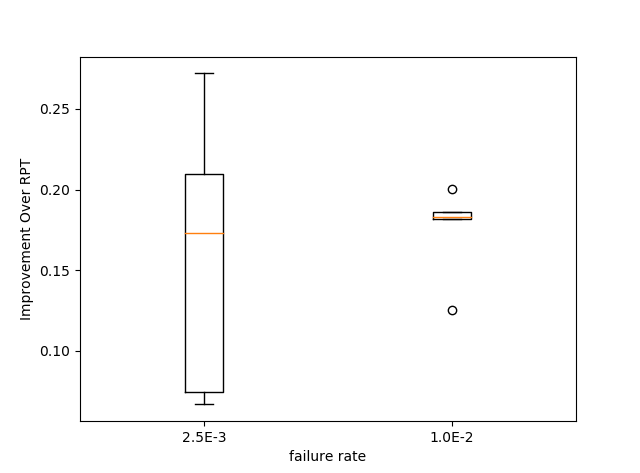 Improvement Over RPT
0.25
0.20
0.15
0.10
2.5E-3
1.0E-2
failure rate